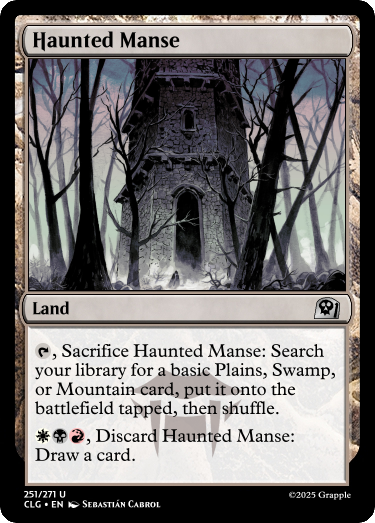 Haunted Manse
Land
, Sacrifice Haunted Manse: Search
your library for a basic Plains, Swamp,
or Mountain card, put it onto the
battlefield tapped, then shuffle.
, Discard Haunted Manse:
Draw a card.
251/271 U
CLG • EN Sebastián Cabrol
©2025 Grapple